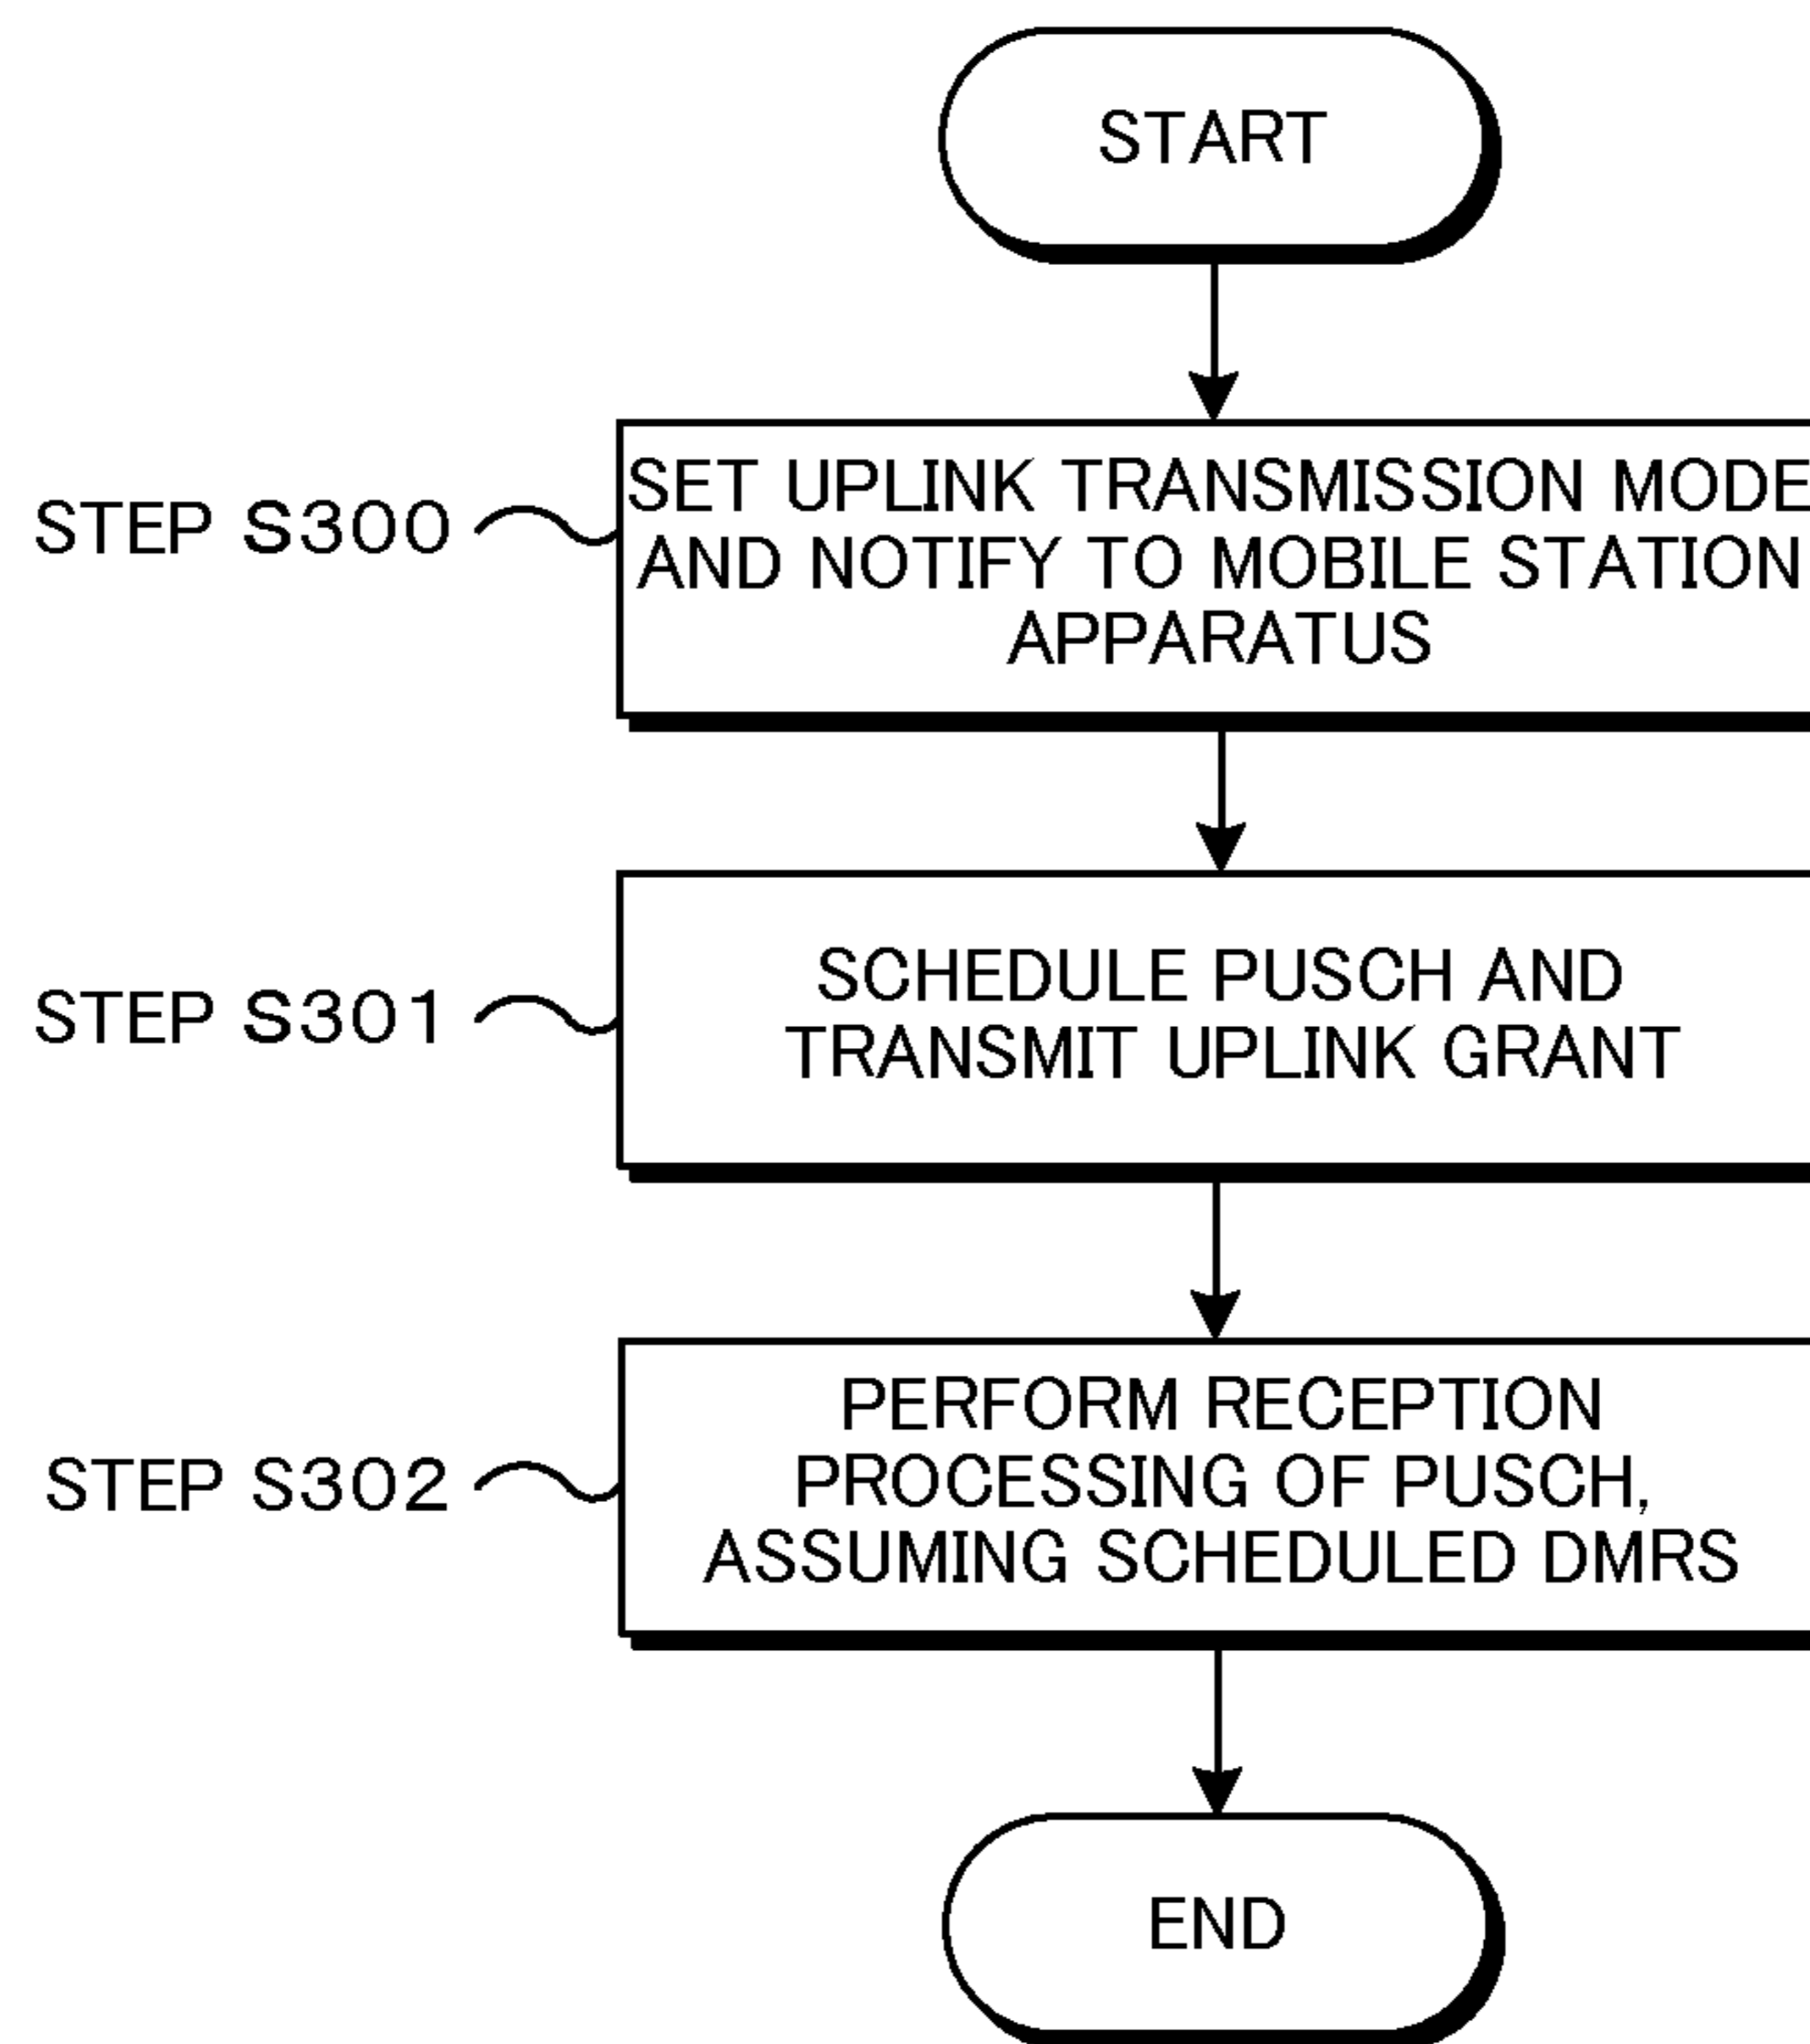 START
STEP S300
SET UPLINK TRANSMISSION MODE
AND NOTIFY TO MOBILE STATION
APPARATUS
STEP S301
SCHEDULE PUSCH AND
TRANSMIT UPLINK GRANT
STEP S302
PERFORM RECEPTION
PROCESSING OF PUSCH,
ASSUMING SCHEDULED DMRS
END